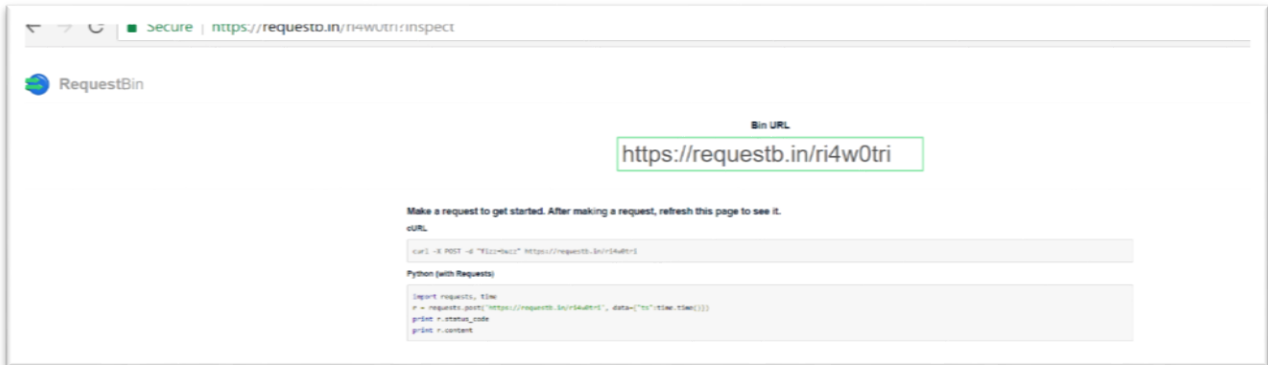 Secure | https://requestb.in/ri4w0tri?inspect
RequestBin
Bin URL
https://requestb.in/ri4w0tri
Make a request to get started. After making a request, refresh this page to see it.
cURL
curl -X POST -d "fizz=buzz" https://requestb.in/ri4w0tri
Python (with Requests)
import requests, time
r = requests.post('https://requestb.in/ri4w0tri', data={"ts":time.time()})
print r.status_code
print r.content